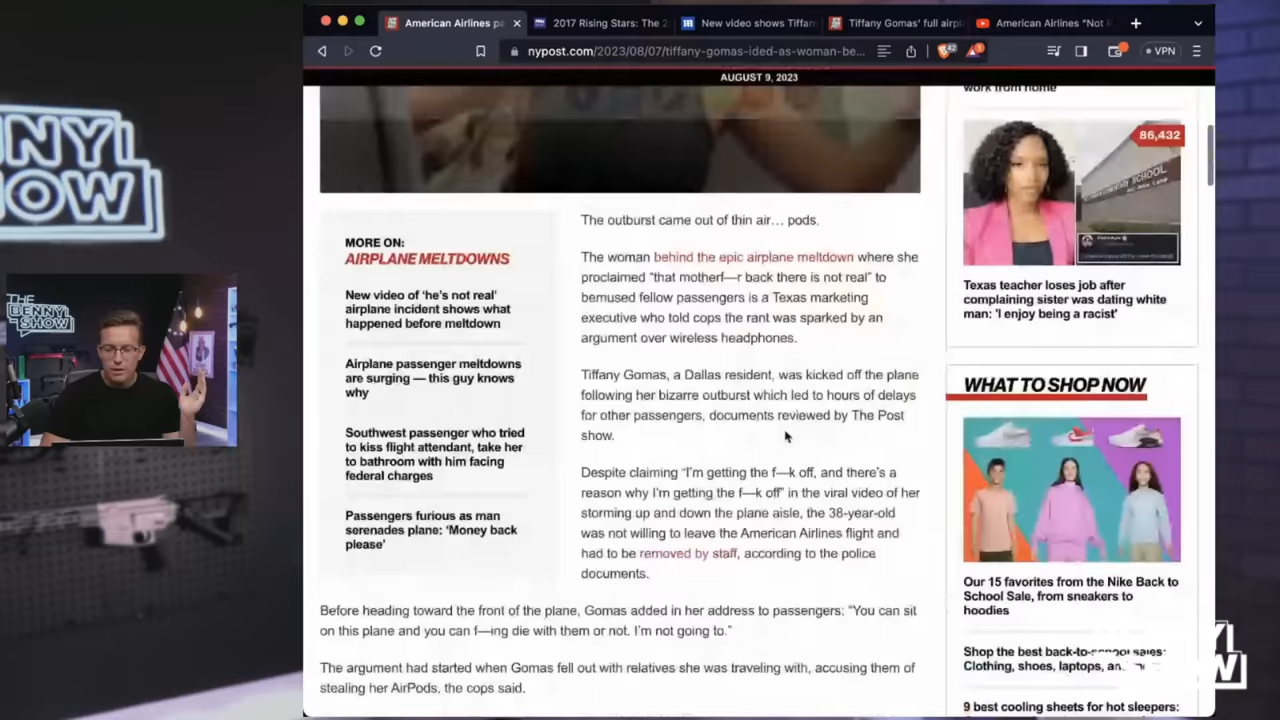 American Airlines pa
2017 Rising Stars: The 2
New video shows Tiffan
Tiffany Gomas' full airpl
American Airlines "Not R
nypost.com/2023/08/07/tiffany-gomas-ided-as-woman-be...
42
1
VPN
AUGUST 9, 2023
work from home
86,432
SCHOOL
Texas teacher loses job after
complaining sister was dating white
man: 'I enjoy being a racist'
WHAT TO SHOP NOW
Our 15 favorites from the Nike Back to
School Sale, from sneakers to
hoodies
Shop the best back-to-school sales:
Clothing, shoes, laptops,
9 best cooling sheets for hot sleepers:
MORE ON:
AIRPLANE MELTDOWNS
New video of ‘he’s not real’
airplane incident shows what
happened before meltdown
Airplane passenger meltdowns
are surging — this guy knows
why
Southwest passenger who tried
to kiss flight attendant, take her
to bathroom with him facing
federal charges
Passengers furious as man
serenades plane: ‘Money back
please’
The outburst came out of thin air… pods.
The woman behind the epic airplane meltdown where she
proclaimed “that motherf—r back there is not real” to
bemused fellow passengers is a Texas marketing
executive who told cops the rant was sparked by an
argument over wireless headphones.
Tiffany Gomas, a Dallas resident, was kicked off the plane
following her bizarre outburst which led to hours of delays
for other passengers, documents reviewed by The Post
show.
Despite claiming “I’m getting the f—k off, and there’s a
reason why I’m getting the f—k off” in the viral video of her
storming up and down the plane aisle, the 38-year-old
was not willing to leave the American Airlines flight and
had to be removed by staff, according to the police
documents.
Before heading toward the front of the plane, Gomas added in her address to passengers: “You can sit
on this plane and you can f—ing die with them or not. I’m not going to.”
The argument had started when Gomas fell out with relatives she was traveling with, accusing them of
stealing her AirPods, the cops said.
NNY
OW
THE
BENNY
SHOW